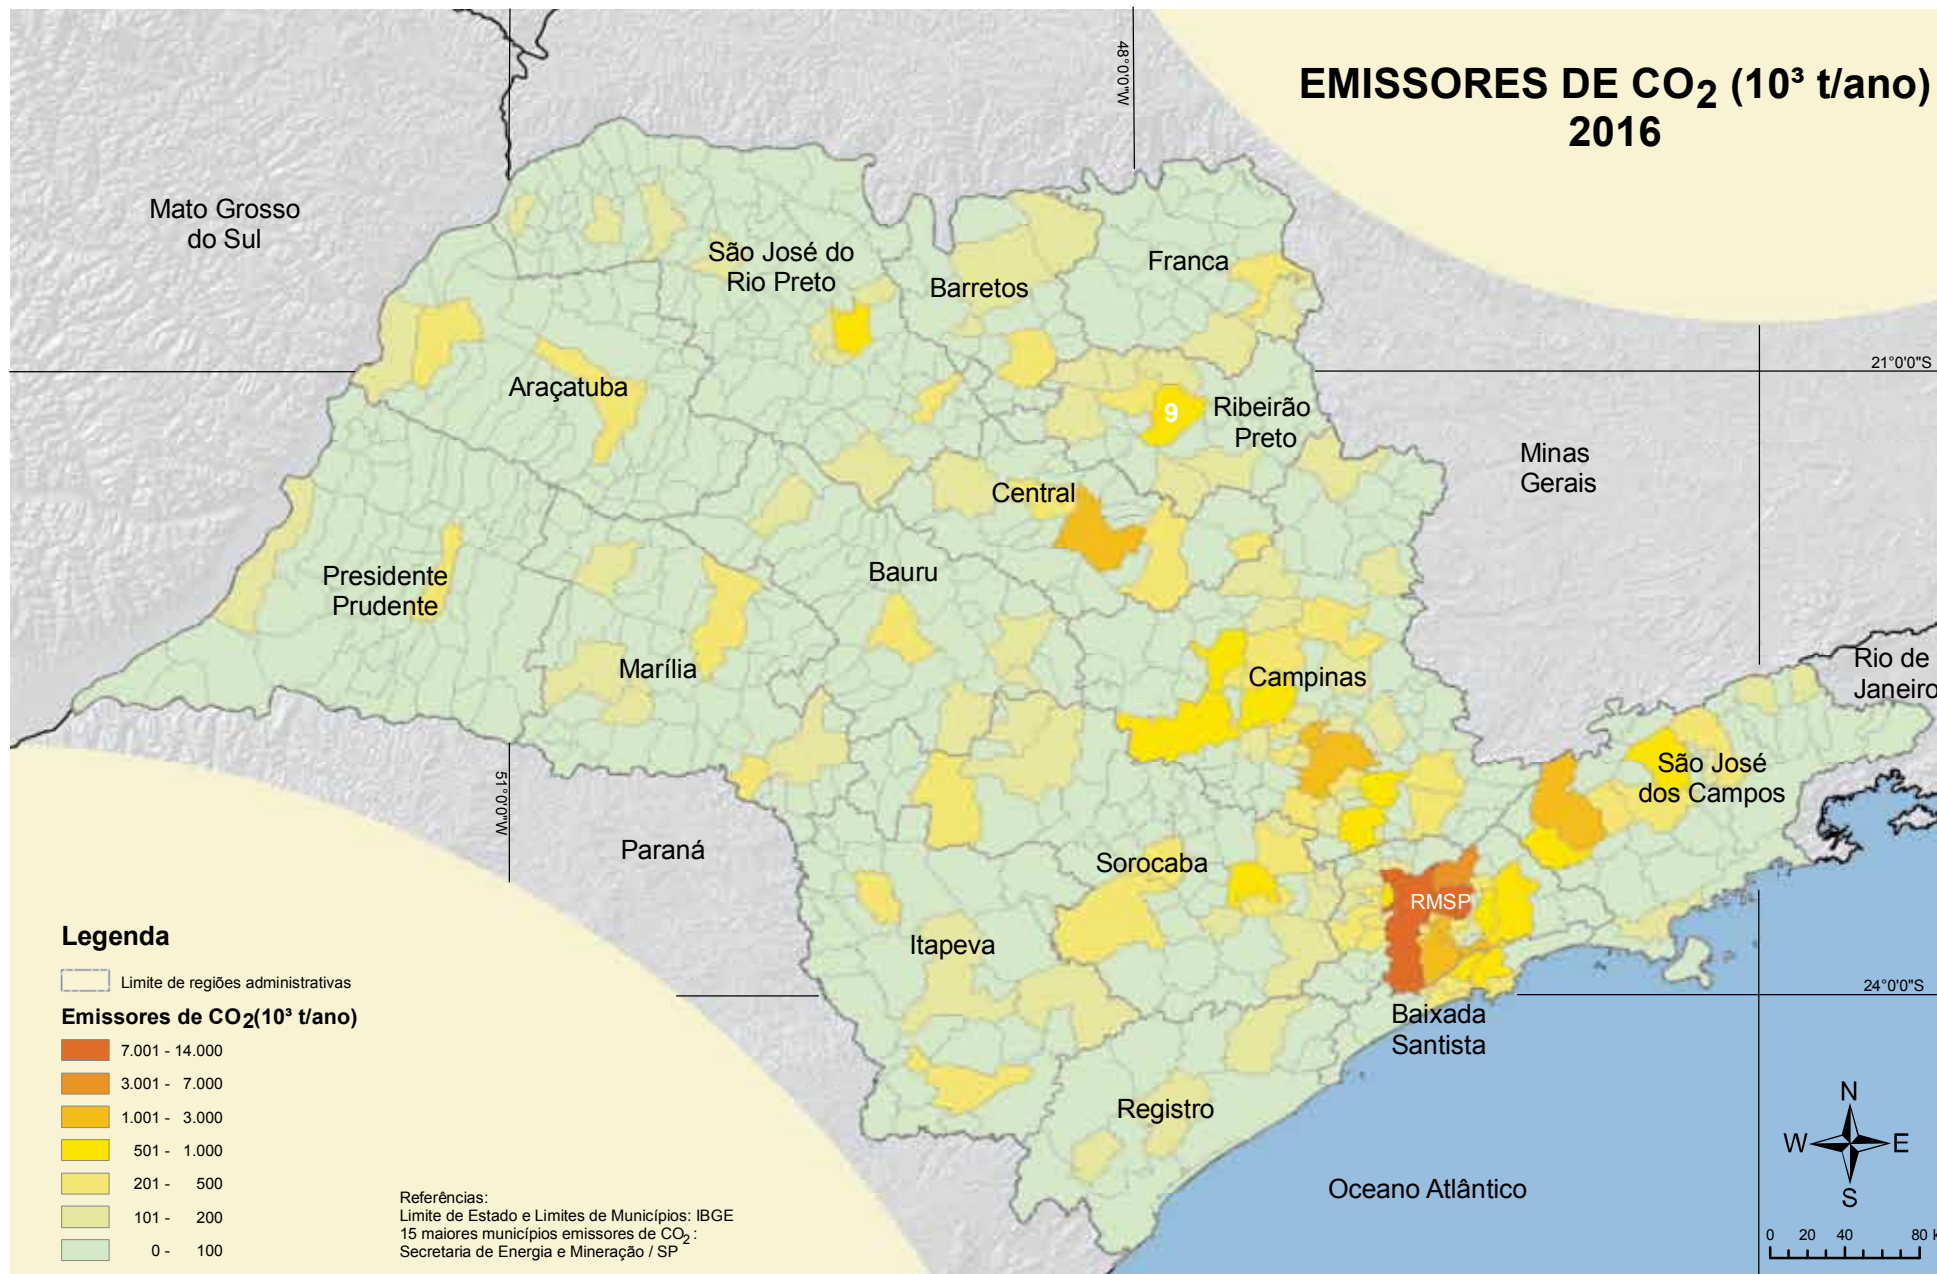 EMISSORES DE CO₂ (10³ t/ano)
2016
48°0'0"W
Mato Grosso
do Sul
São José do
Rio Preto
Barretos
Franca
21°0'0"S
Araçatuba
9
Ribeirão
Preto
Minas
Gerais
Central
Presidente
Prudente
Bauru
Marília
Campinas
Rio de
Janeiro
51°0'0"W
São José
dos Campos
Paraná
Sorocaba
RMSP
Itapeva
24°0'0"S
Baixada
Santista
Registro
Oceano Atlântico
Legenda
Limite de regiões administrativas
Emissores de CO₂(10³ t/ano)
7.001 - 14.000
3.001 - 7.000
1.001 - 3.000
501 - 1.000
201 - 500
101 - 200
0 - 100
Referências:
Limite de Estado e Limites de Municípios: IBGE
15 maiores municípios emissores de CO₂ :
Secretaria de Energia e Mineração / SP
N
W E
S
0 20 40 80